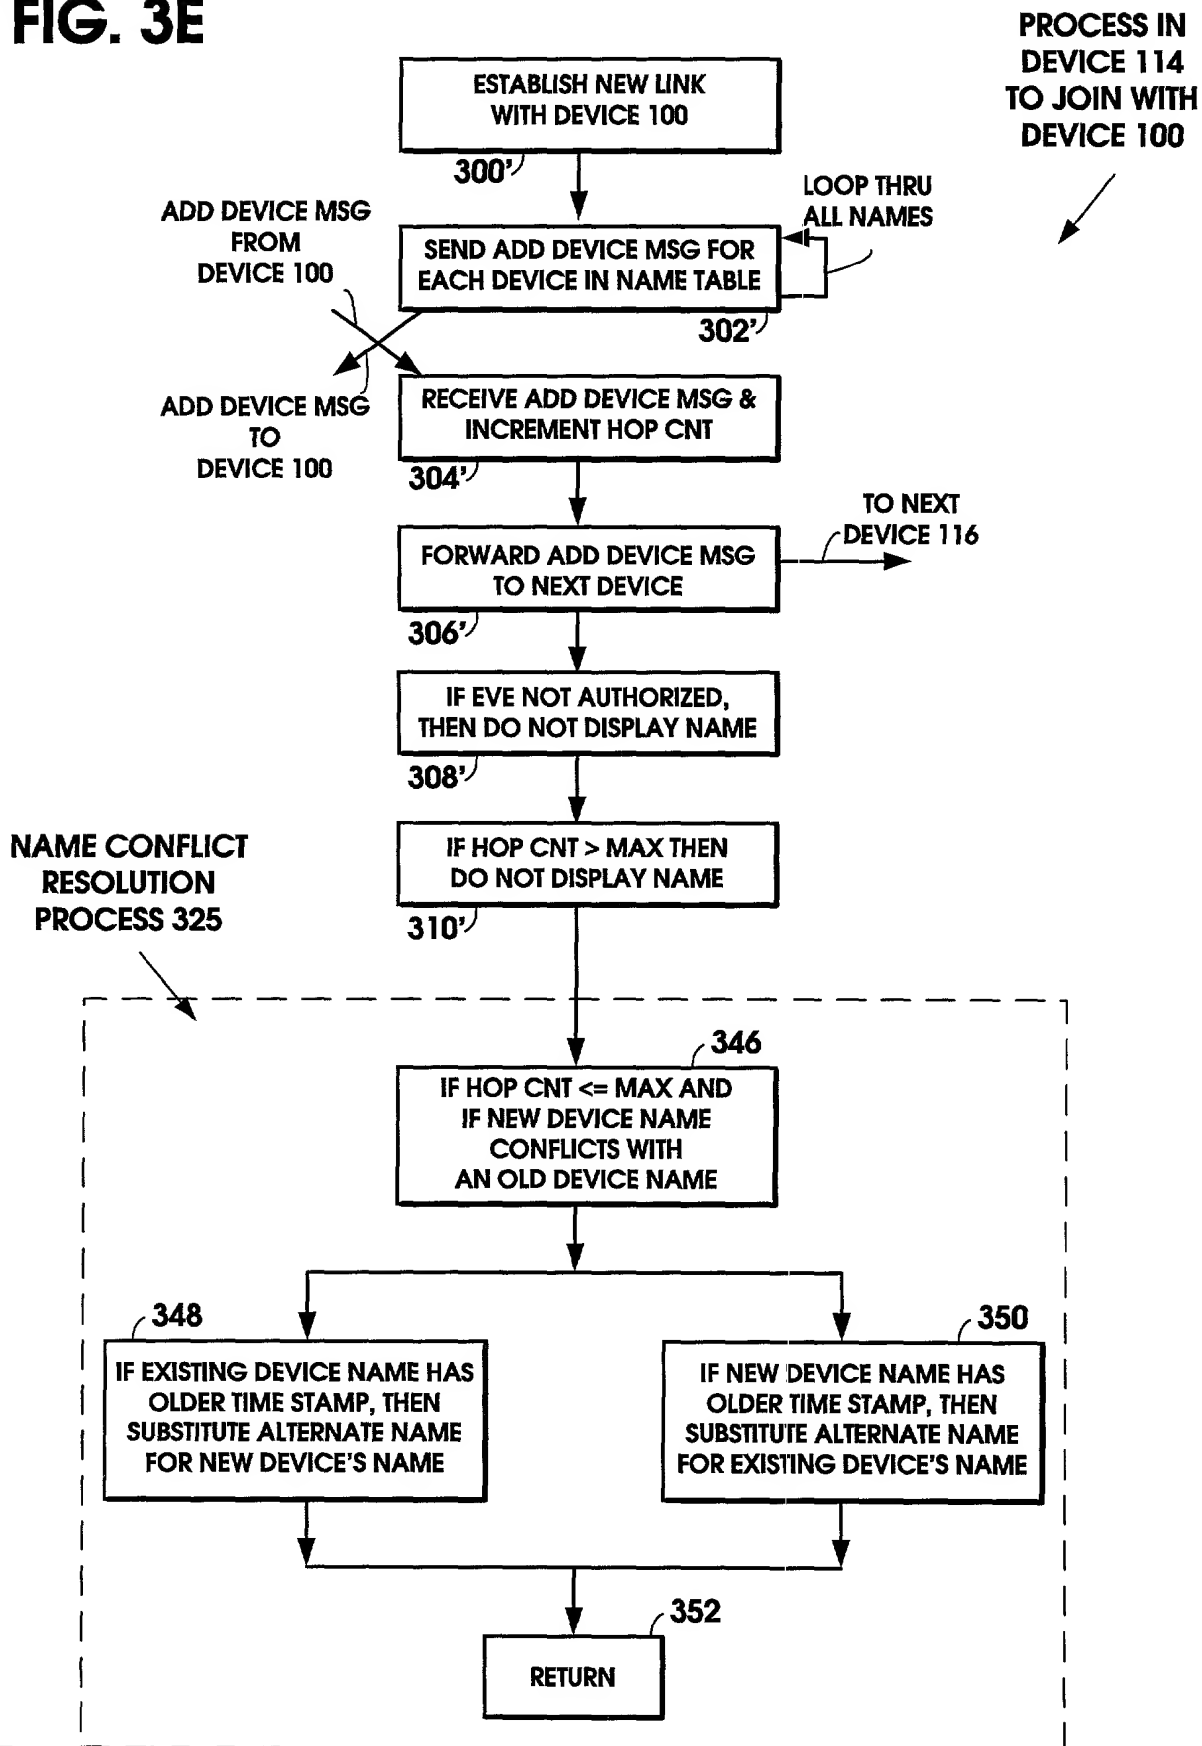 FIG. 3E
PROCESS IN
DEVICE 114
TO JOIN WITH
DEVICE 100
ESTABLISH NEW LINK
WITH DEVICE 100
300'
LOOP THRU
ALL NAMES
ADD DEVICE MSG
FROM
DEVICE 100
SEND ADD DEVICE MSG FOR
EACH DEVICE IN NAME TABLE
302'
ADD DEVICE MSG
TO
DEVICE 100
RECEIVE ADD DEVICE MSG &
INCREMENT HOP CNT
304'
TO NEXT
DEVICE 116
FORWARD ADD DEVICE MSG
TO NEXT DEVICE
306'
IF EVE NOT AUTHORIZED,
THEN DO NOT DISPLAY NAME
308'
IF HOP CNT > MAX THEN
DO NOT DISPLAY NAME
310'
NAME CONFLICT
RESOLUTION
PROCESS 325
346
IF HOP CNT <= MAX AND
IF NEW DEVICE NAME
CONFLICTS WITH
AN OLD DEVICE NAME
348
IF EXISTING DEVICE NAME HAS
OLDER TIME STAMP, THEN
SUBSTITUTE ALTERNATE NAME
FOR NEW DEVICE'S NAME
350
IF NEW DEVICE NAME HAS
OLDER TIME STAMP, THEN
SUBSTITUTE ALTERNATE NAME
FOR EXISTING DEVICE'S NAME
352
RETURN